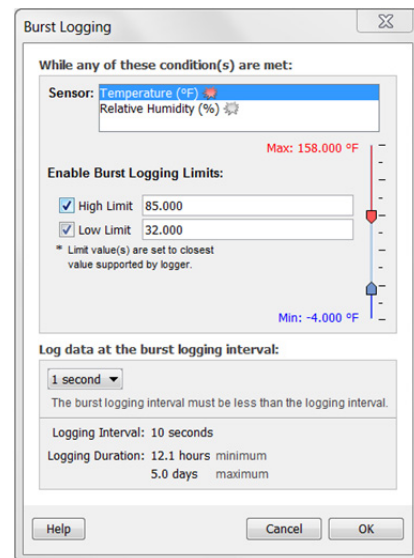 Burst Logging
While any of these condition(s) are met:
Sensor: Temperature (°F)
Relative Humidity (%)
Max: 158.000 °F
Enable Burst Logging Limits:
High Limit 85.000
Low Limit 32.000
* Limit value(s) are set to closest
value supported by logger.
Min: -4.000 °F
Log data at the burst logging interval:
1 second
The burst logging interval must be less than the logging interval.
Logging Interval: 10 seconds
Logging Duration: 12.1 hours minimum
5.0 days maximum
Help Cancel OK